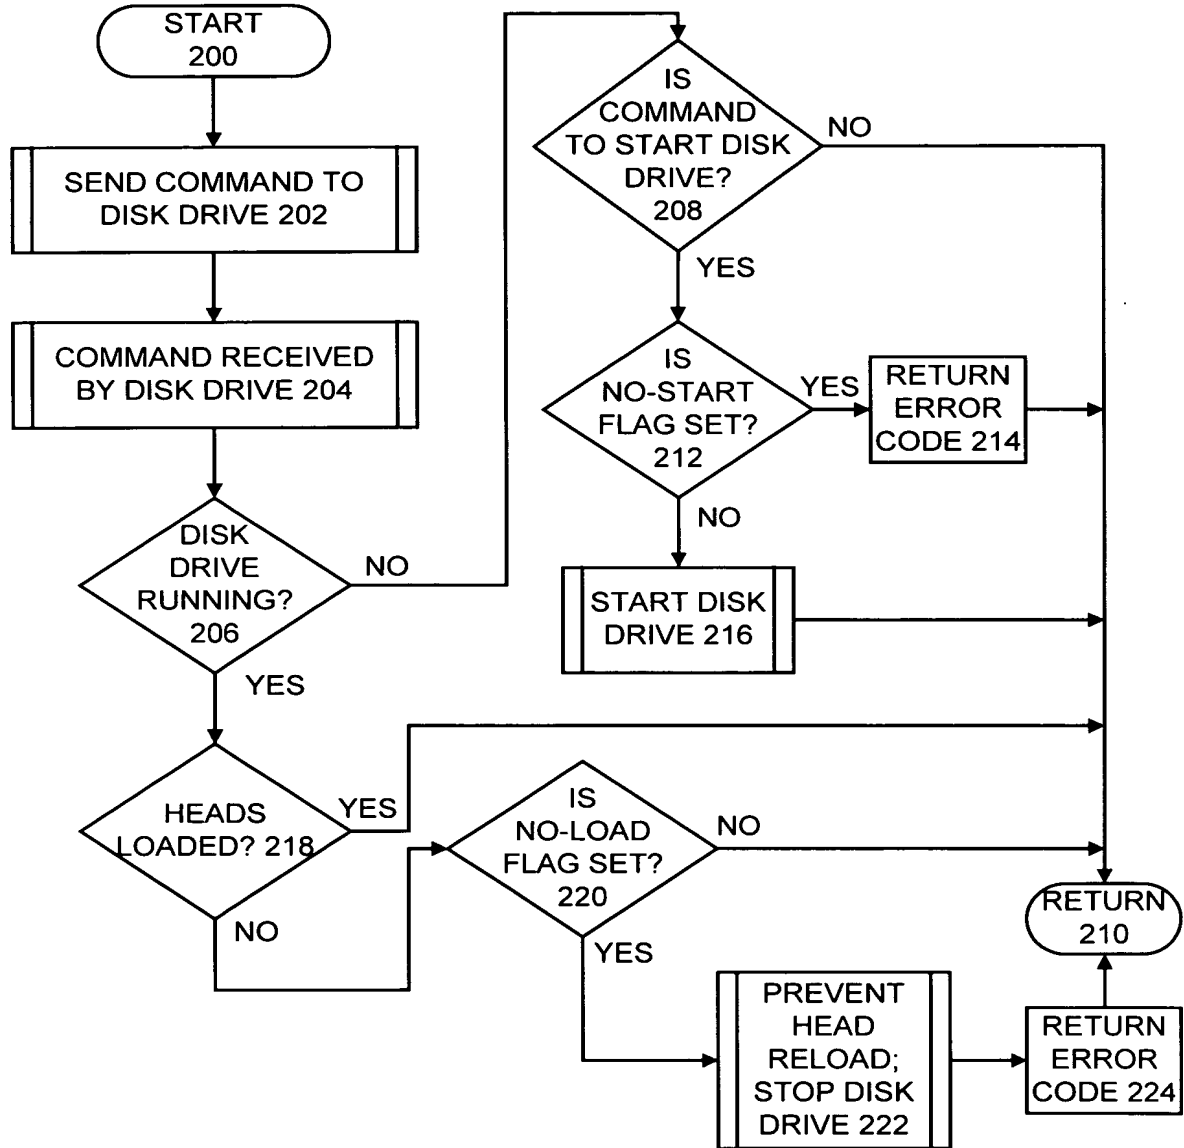 START
200
SEND COMMAND TO
DISK DRIVE 202
COMMAND RECEIVED
BY DISK DRIVE 204
DISK
DRIVE
RUNNING?
206
NO
YES
HEADS
LOADED? 218
YES
NO
IS
COMMAND
TO START DISK
DRIVE?
208
NO
YES
IS
NO-START
FLAG SET?
212
YES
RETURN
ERROR
CODE 214
NO
START DISK
DRIVE 216
IS
NO-LOAD
FLAG SET?
220
NO
YES
PREVENT
HEAD
RELOAD;
STOP DISK
DRIVE 222
RETURN
ERROR
CODE 224
RETURN
210